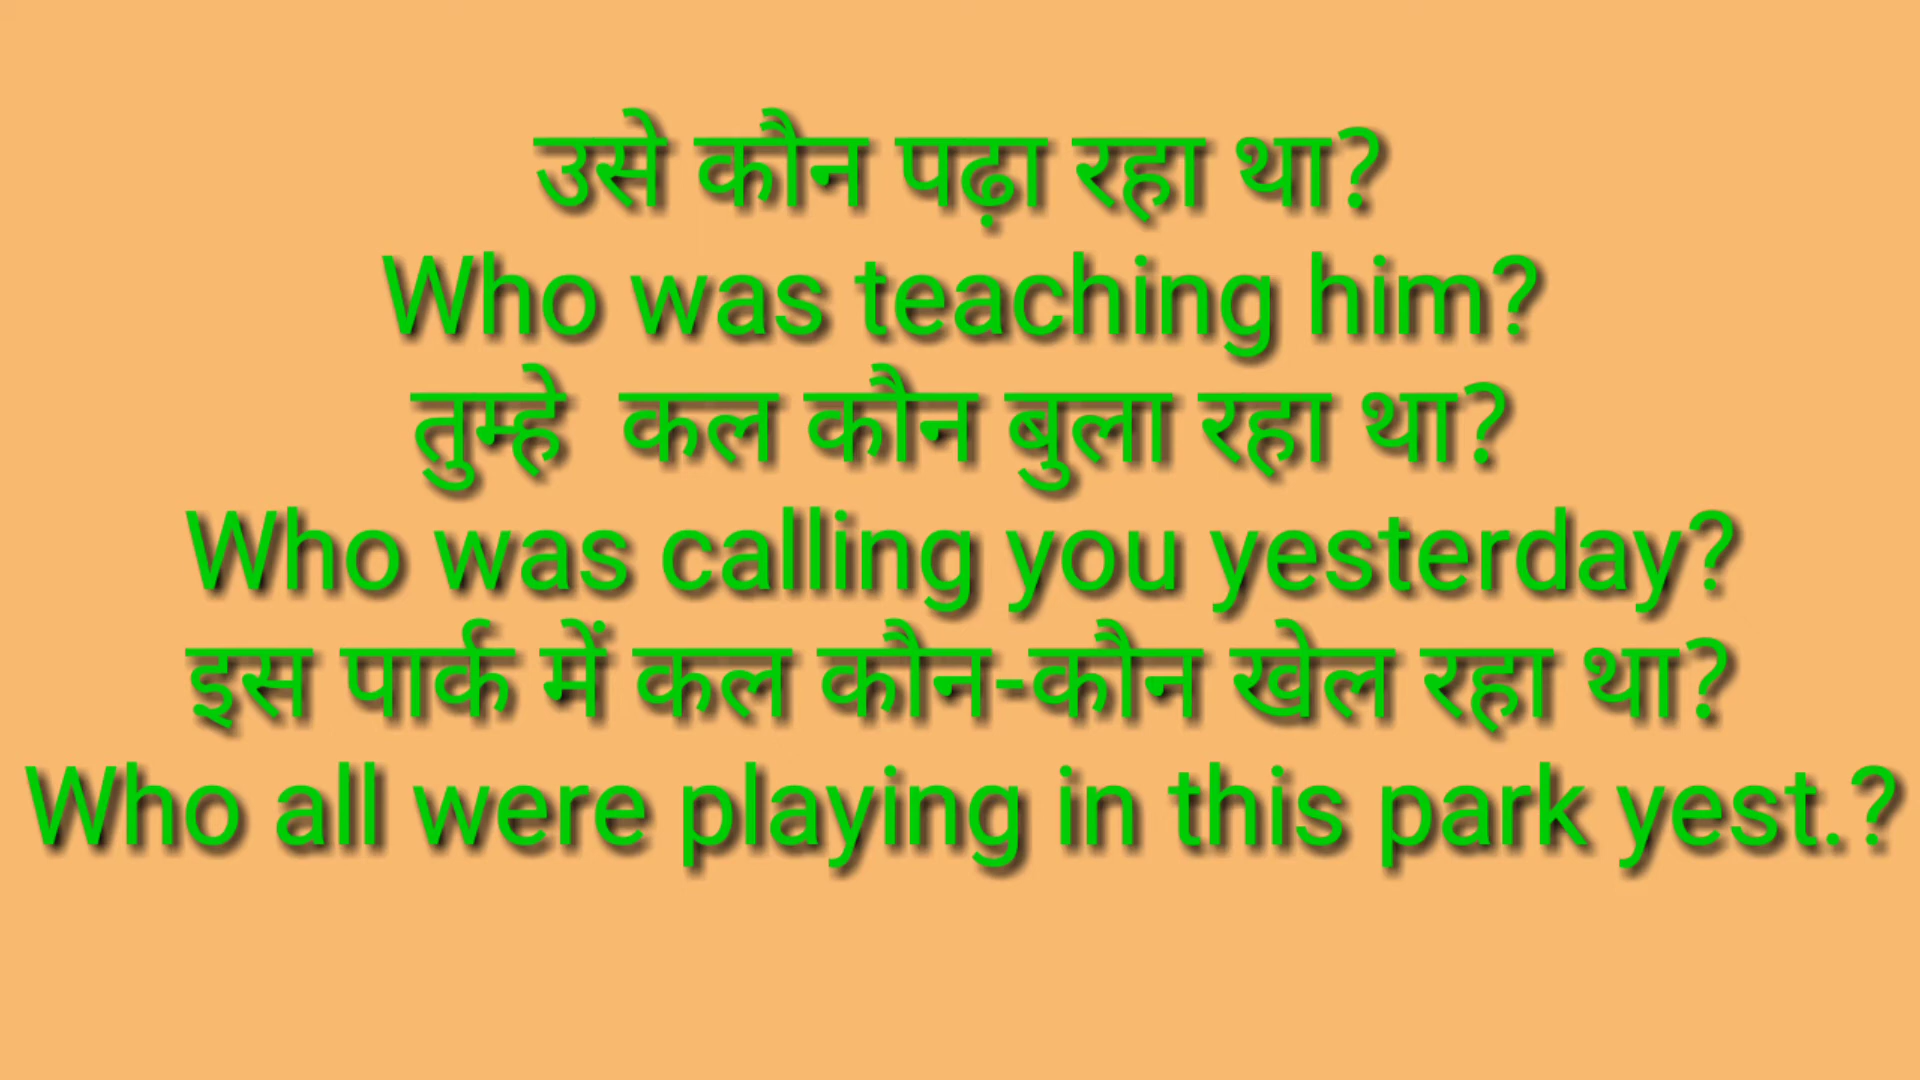 उसे कौन पढ़ा रहा था?
Who was teaching him?
तुम्हे  कल कौन बुला रहा था?
Who was calling you yesterday?
इस पार्क में कल कौन-कौन खेल रहा था?
Who all were playing in this park yest.?